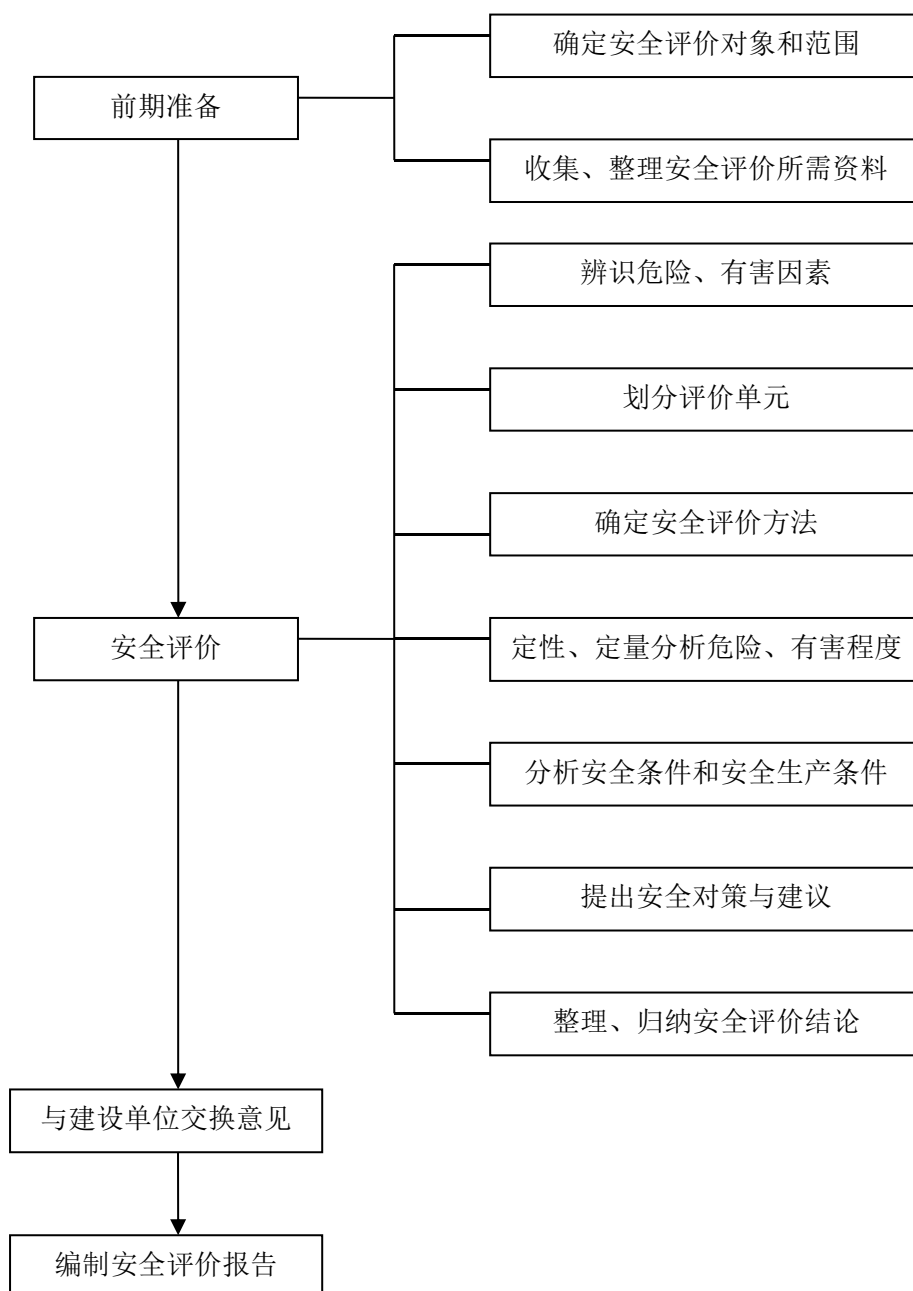 确定安全评价对象和范围
前期准备
收集、整理安全评价所需资料
辨识危险、有害因素
划分评价单元
确定安全评价方法
安全评价
定性、定量分析危险、有害程度
分析安全条件和安全生产条件
提出安全对策与建议
整理、归纳安全评价结论
与建设单位交换意见
编制安全评价报告